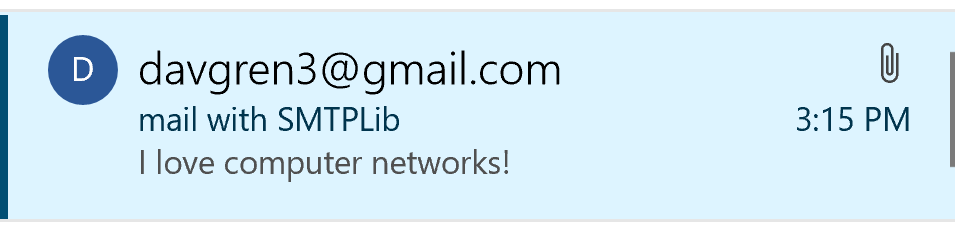 D
davgren3@gmail.com
mail with SMTPLib
3:15 PM
I love computer networks!